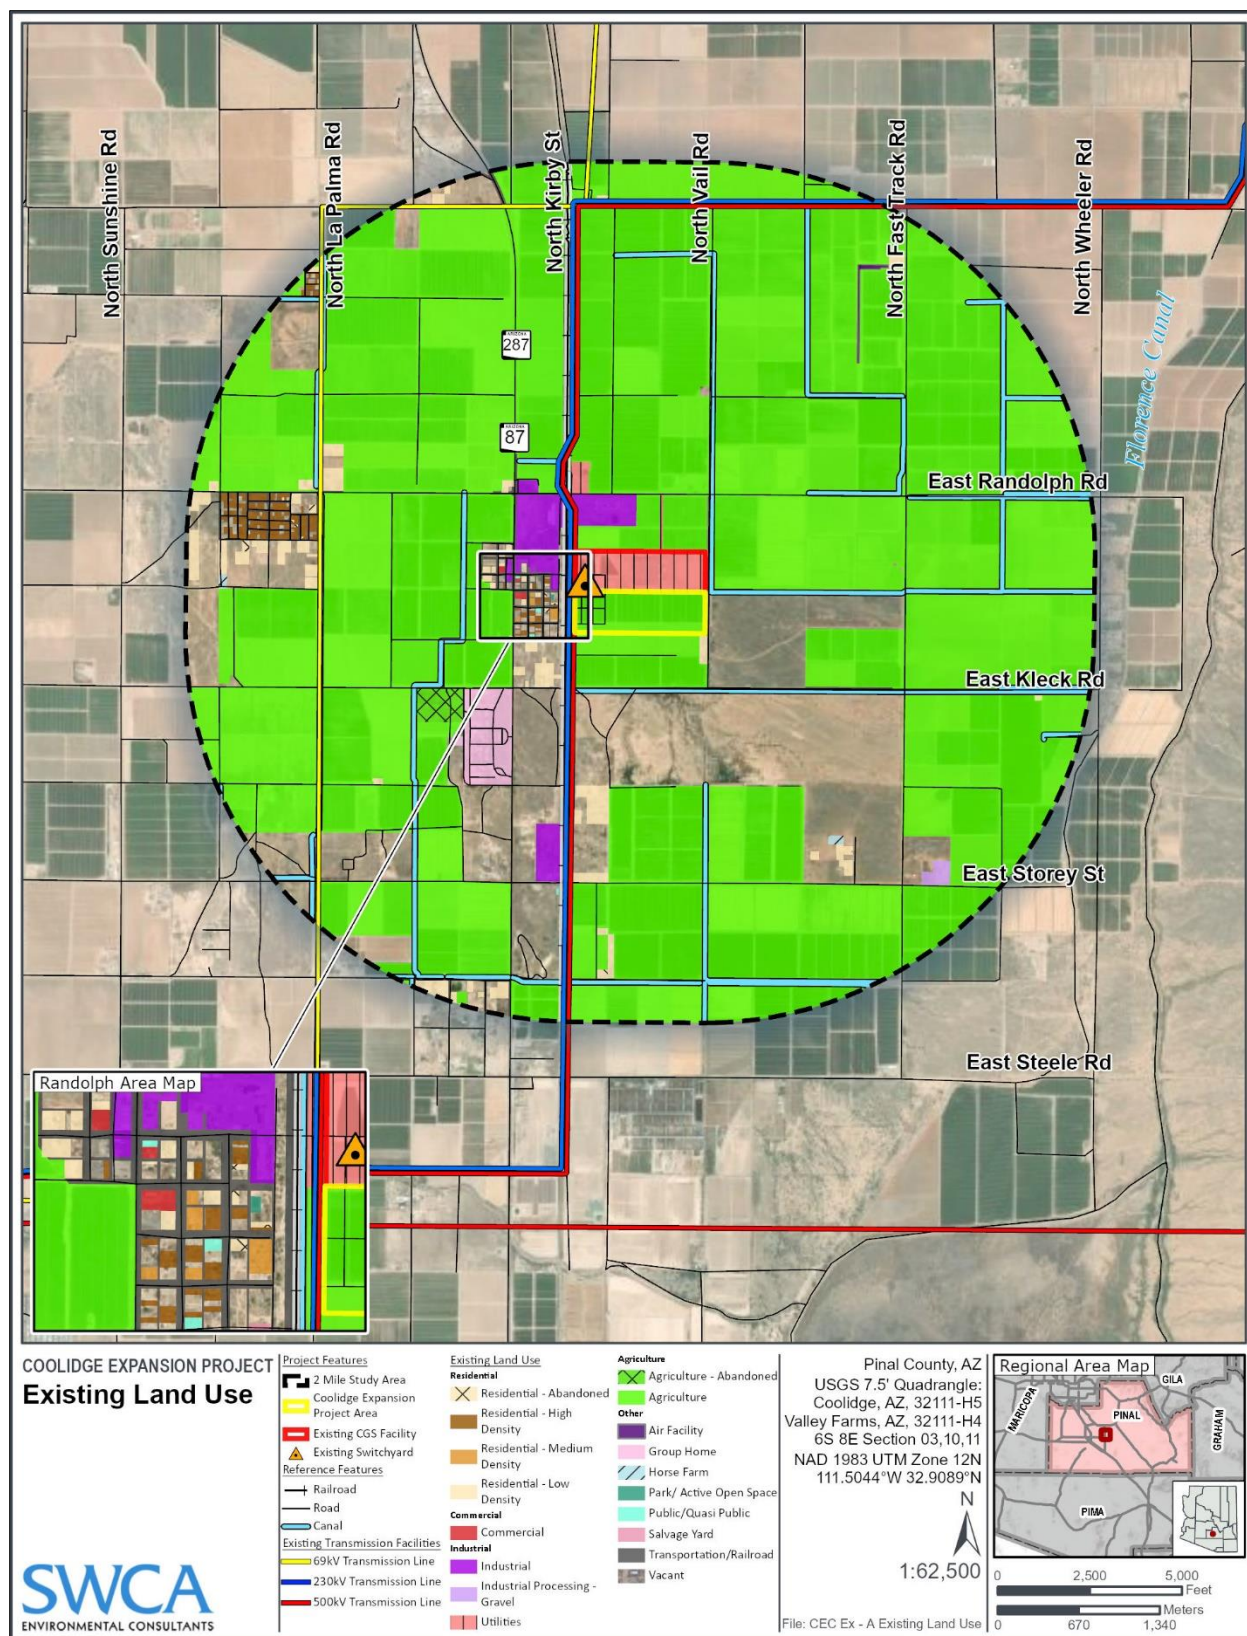 North Sunshine Rd
North La Palma Rd
North Kirby St
North Vail Rd
North Fast Track Rd
North Wheeler Rd
Florence Canal
ARIZONA
287
ARIZONA
87
East Randolph Rd
East Kleck Rd
East Storey St
East Steele Rd
Randolph Area Map
COOLIDGE EXPANSION PROJECT
Existing Land Use
SWCA
ENVIRONMENTAL CONSULTANTS
Project Features
2 Mile Study Area
Coolidge Expansion
Project Area
Existing CGS Facility
Existing Switchyard
Reference Features
Railroad
Road
Canal
Existing Transmission Facilities
69kV Transmission Line
230kV Transmission Line
500kV Transmission Line
Existing Land Use
Residential
Residential - Abandoned
Residential - High
Density
Residential - Medium
Density
Residential - Low
Density
Commercial
Commercial
Industrial
Industrial
Industrial Processing -
Gravel
Utilities
Agriculture
Agriculture - Abandoned
Agriculture
Other
Air Facility
Group Home
Horse Farm
Park/ Active Open Space
Public/Quasi Public
Salvage Yard
Transportation/Railroad
Vacant
Pinal County, AZ
USGS 7.5' Quadrangle:
Coolidge, AZ, 32111-H5
Valley Farms, AZ, 32111-H4
6S 8E Section 03,10,11
NAD 1983 UTM Zone 12N
111.5044°W 32.9089°N
N
1:62,500
File: CEC Ex - A Existing Land Use
Regional Area Map
MARICOPA
GILA
PINAL
GRAHAM
PIMA
0 2,500 5,000
Feet
Meters
0 670 1,340